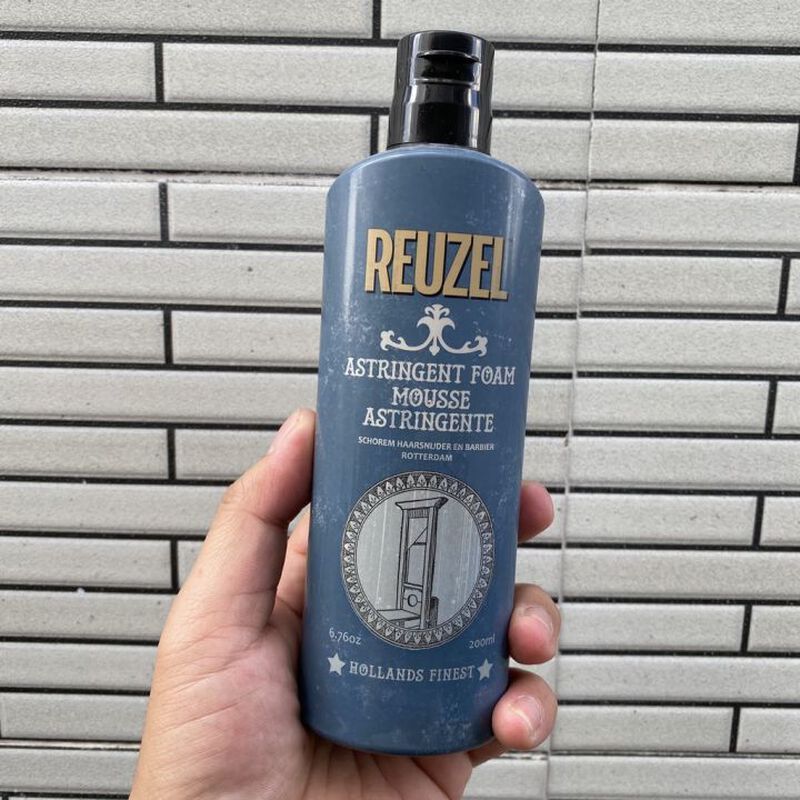 REUZEL
ASTRINGENT FOAM
MOUSSE
ASTRINGENTE
SCHOREM HAARSNIJDER EN BARBIER
ROTTERDAM
6.76oz 200ml
HOLLANDS FINEST